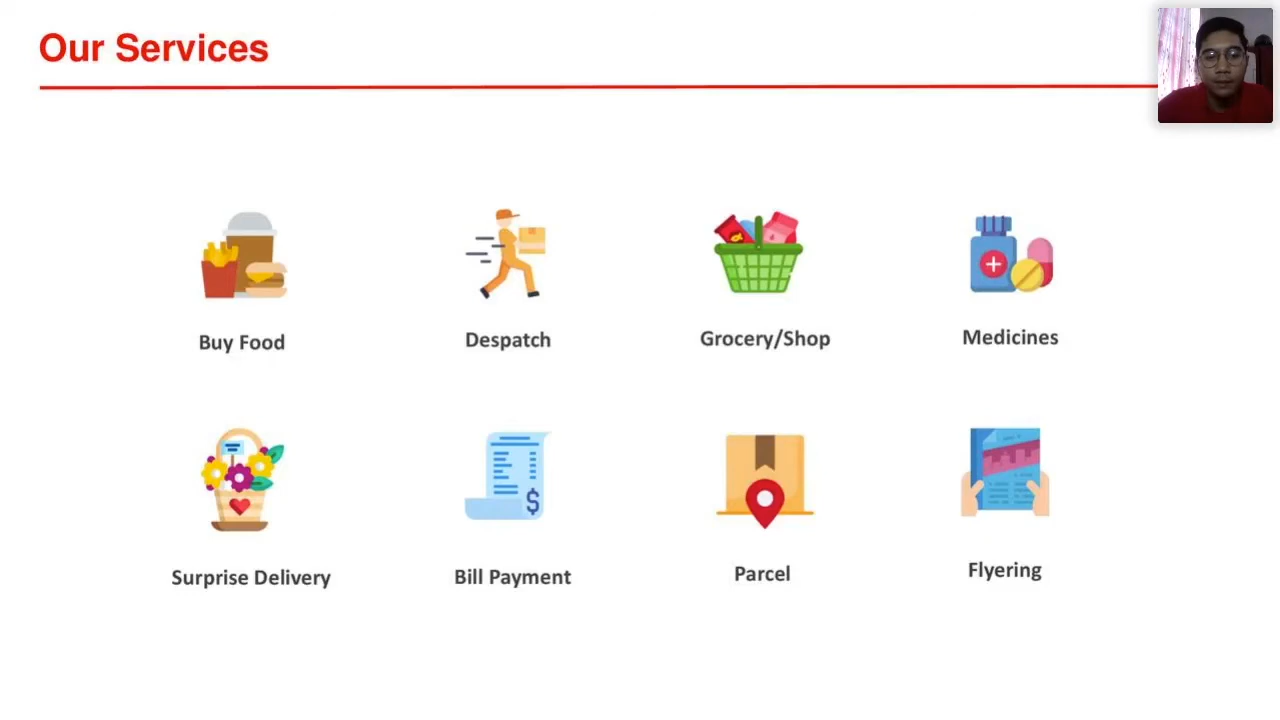 Our Services
Buy Food
Despatch
Grocery/Shop
Medicines
Surprise Delivery
Bill Payment
Parcel
Flyering